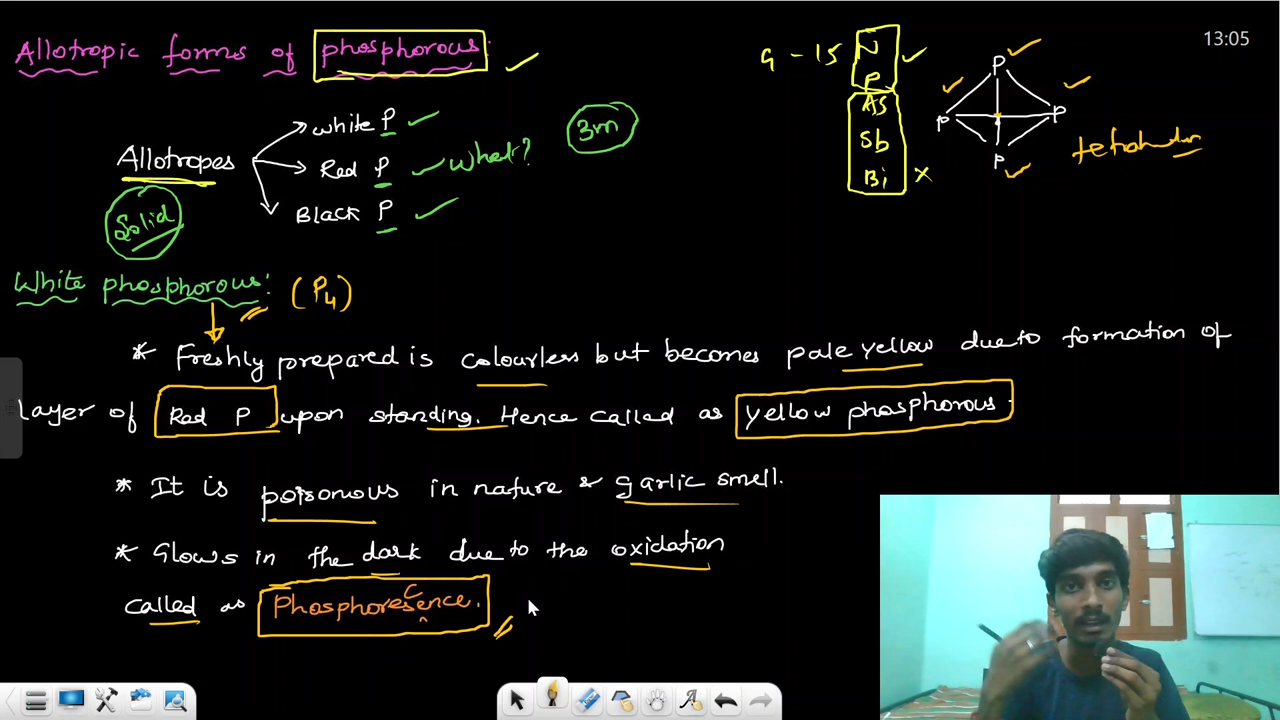 Allotropic forms of phosphorous:
13:05
G - 15 N
P
As
Sb
Bi
P
P P
P
Allotropes
White P
Red P
Black P
What?
3m
Solid
White phosphorous: (P4)
* Freshly prepared is colourless but becomes pale yellow due to formation of
layer of Red P upon standing. Hence called as yellow phosphorous.
* It is poisonous in nature & garlic smell.
* Glows in the dark due to the oxidation
called as Phosphorescence.